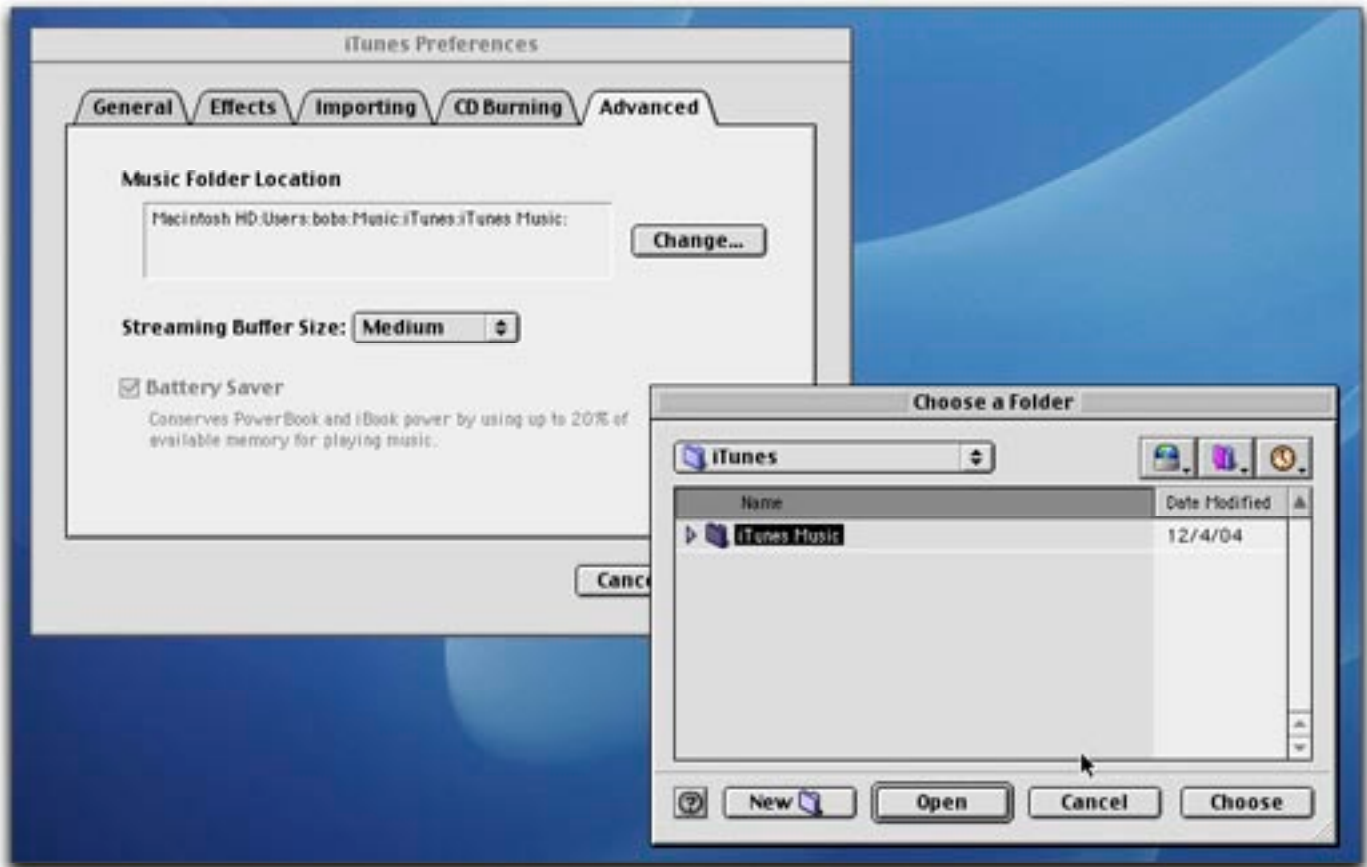 iTunes Preferences
General Effects Importing CD Burning Advanced
Music Folder Location
Macintosh HD:Users:bobs:Music:iTunes:iTunes Music:
Change...
Streaming Buffer Size: Medium
Battery Saver
Conserves PowerBook and iBook power by using up to 20% of
available memory for playing music.
Choose a Folder
iTunes
Name Date Modified
iTunes Music 12/4/04
Cance
? New Open Cancel Choose